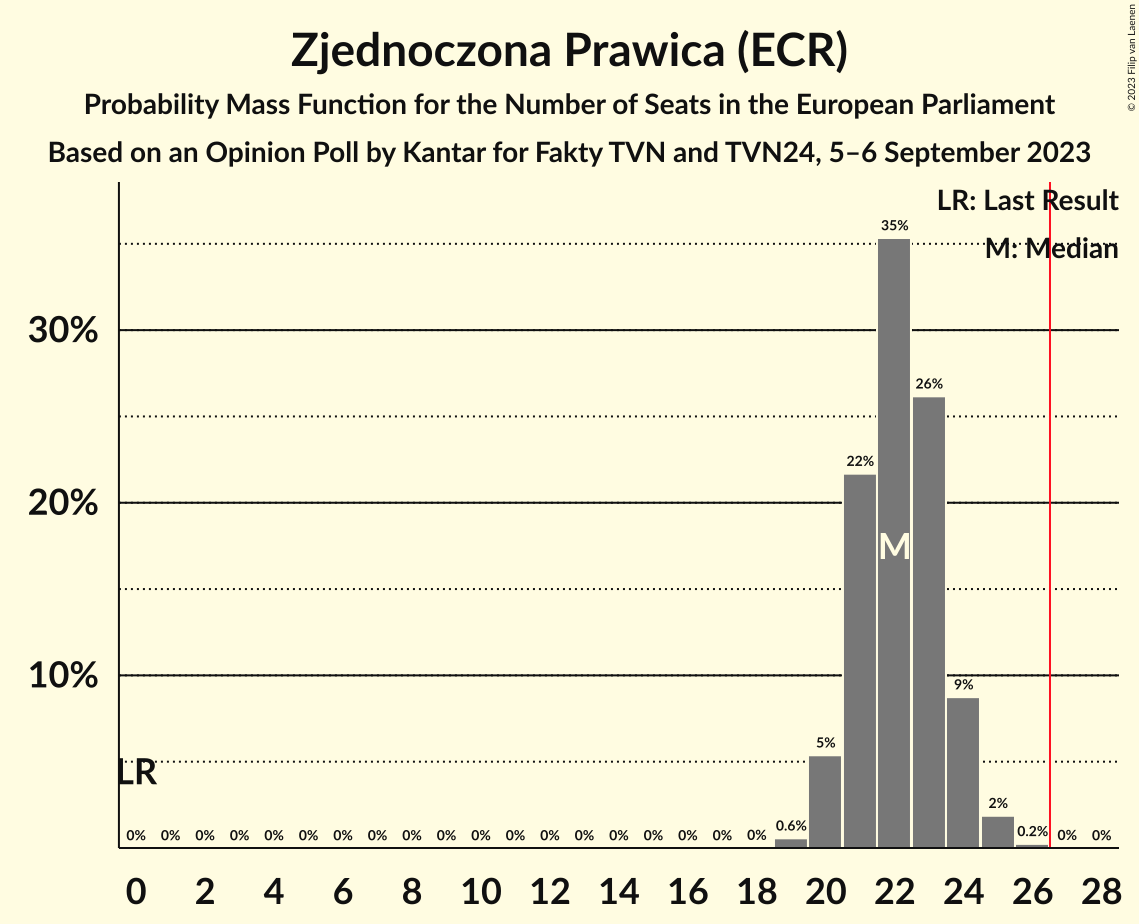 Zjednoczona Prawica (ECR)
Probability Mass Function for the Number of Seats in the European Parliament
Based on an Opinion Poll by Kantar for Fakty TVN and TVN24, 5–6 September 2023
© 2023 Filip van Laenen
LR: Last Result
M: Median
35%
30%
26%
22%
20%
M
10%
9%
5%
LR
2%
0% 0% 0% 0% 0% 0% 0% 0% 0% 0% 0% 0% 0% 0% 0% 0% 0% 0% 0% 0.6% 0.2% 0% 0%
0 2 4 6 8 10 12 14 16 18 20 22 24 26 28